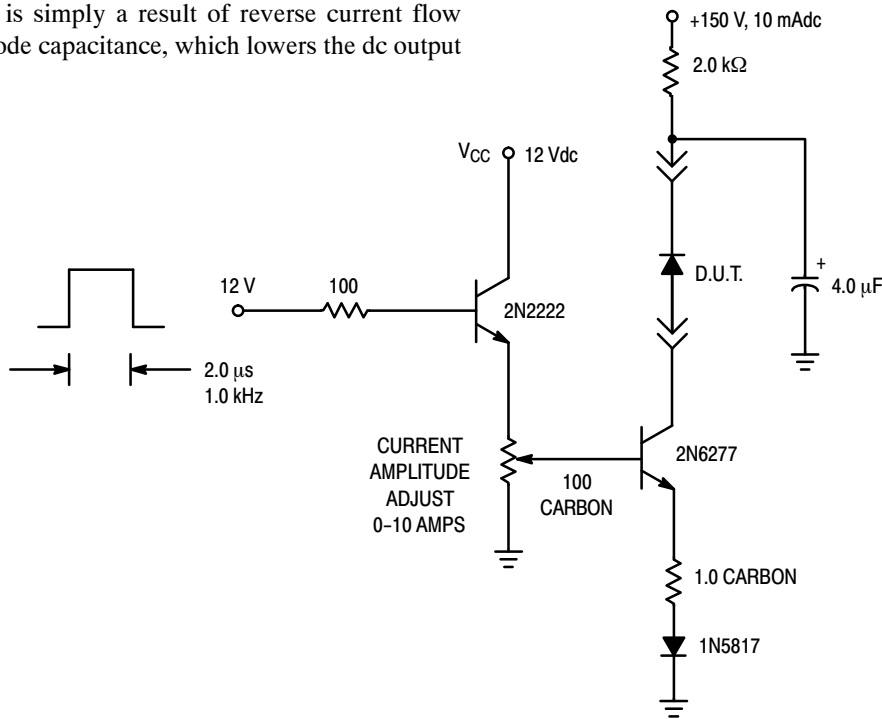 is simply a result of reverse current flow
ode capacitance, which lowers the dc output
+150 V, 10 mAdc
2.0 kΩ
VCC 12 Vdc
12 V
100
2N2222
D.U.T.
+
4.0 μF
2.0 μs
1.0 kHz
CURRENT
AMPLITUDE
ADJUST
0-10 AMPS
100
CARBON
2N6277
1.0 CARBON
1N5817